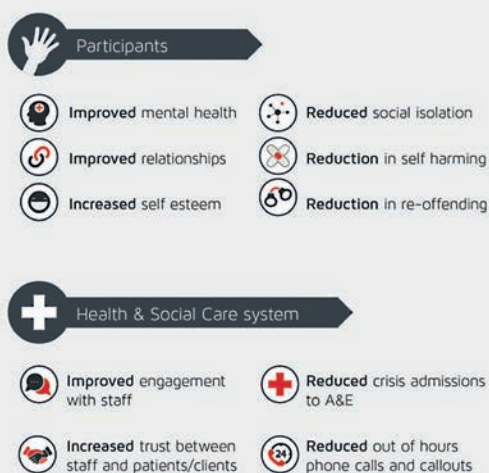 Participants
Improved mental health
Reduced social isolation
Improved relationships
Reduction in self harming
Increased self esteem
Reduction in re-offending
Health & Social Care system
Improved engagement
with staff
Reduced crisis admissions
to A&E
Increased trust between
staff and patients/clients
24
Reduced out of hours
phone calls and callouts